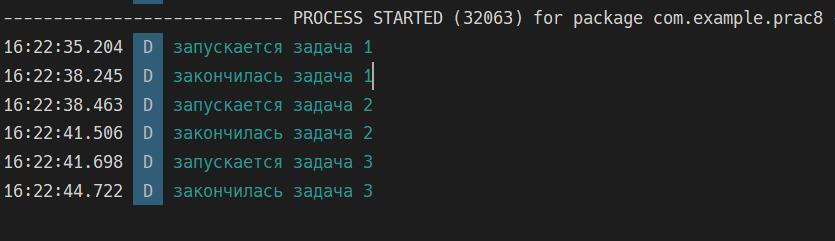 ---------------------------- PROCESS STARTED (32063) for package com.example.prac8
16:22:35.204 D запускается задача 1
16:22:38.245 D закончилась задача 1
16:22:38.463 D запускается задача 2
16:22:41.506 D закончилась задача 2
16:22:41.698 D запускается задача 3
16:22:44.722 D закончилась задача 3